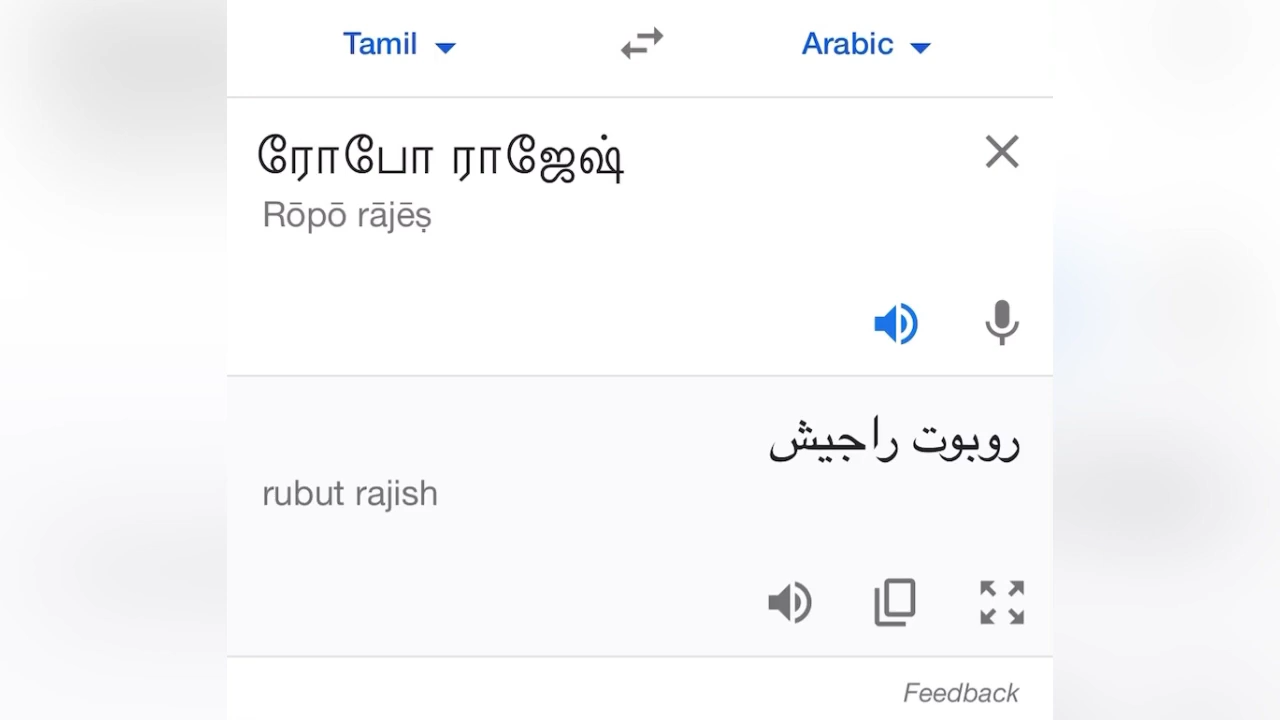 Tamil Arabic
ரோபோ ராஜேஷ்
Rōpō rājēṣ
روبوت راجيش
rubut rajish
Feedback